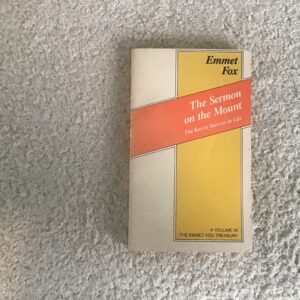 Emmet
Fox
The Sermon
on the Mount
The Key to Success in Life
A VOLUME IN
THE EMMET FOX TREASURY